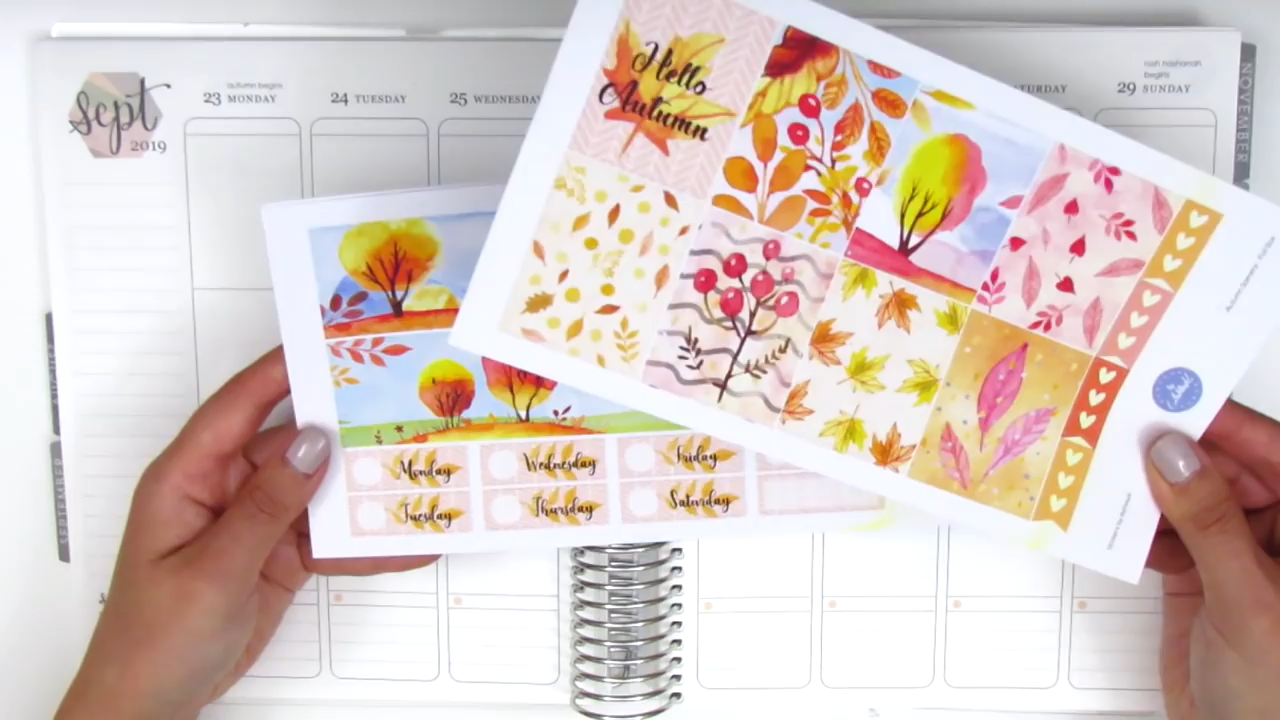 sept
2019
autumn begins
23 MONDAY
24 TUESDAY
25 WEDNESDAY
rosh hashanah
begins
29 SUNDAY
NOVEMBER
SEPTEMBER
Hello
Autumn
Monday
Wednesday
Friday
Tuesday
Thursday
Saturday